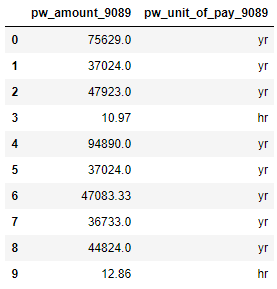 pw_amount_9089 pw_unit_of_pay_9089
0 75629.0 yr
1 37024.0 yr
2 47923.0 yr
3 10.97 hr
4 94890.0 yr
5 37024.0 yr
6 47083.33 yr
7 36733.0 yr
8 44824.0 yr
9 12.86 hr